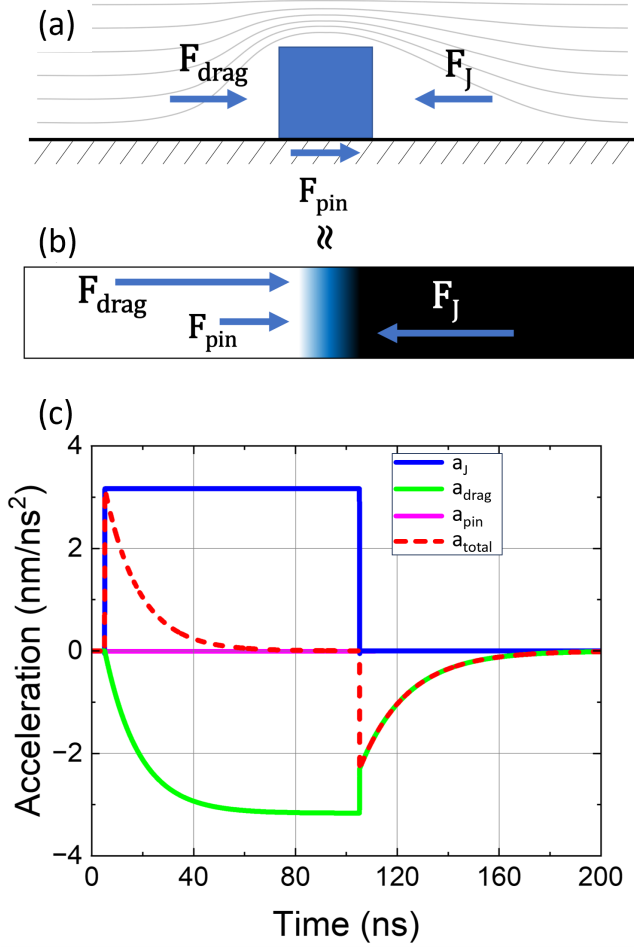 (a)
F_drag
F_J
F_pin
≈
(b)
F_drag
F_pin
F_J
(c)
Acceleration (nm/ns²)
4
2
0
−2
−4
a_J
a_drag
a_pin
a_total
0 40 80 120 160 200
Time (ns)